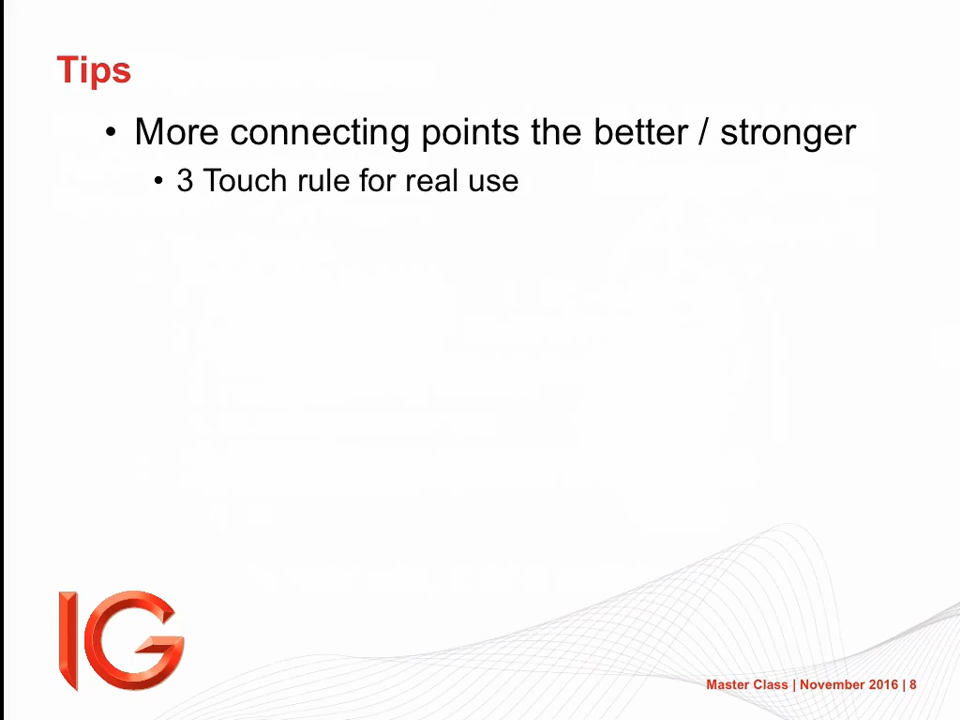 Tips
• More connecting points the better / stronger
• 3 Touch rule for real use
IG
Master Class | November 2016 | 8